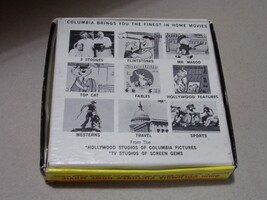 COLUMBIA BRINGS YOU THE FINEST IN HOME MOVIES
3 STOOGES FLINTSTONES MR. MAGOO
TOP CAT FABLES HOLLYWOOD FEATURES
WESTERNS TRAVEL SPORTS
From The
*HOLLYWOOD STUDIOS OF COLUMBIA PICTURES
*TV STUDIOS OF SCREEN GEMS